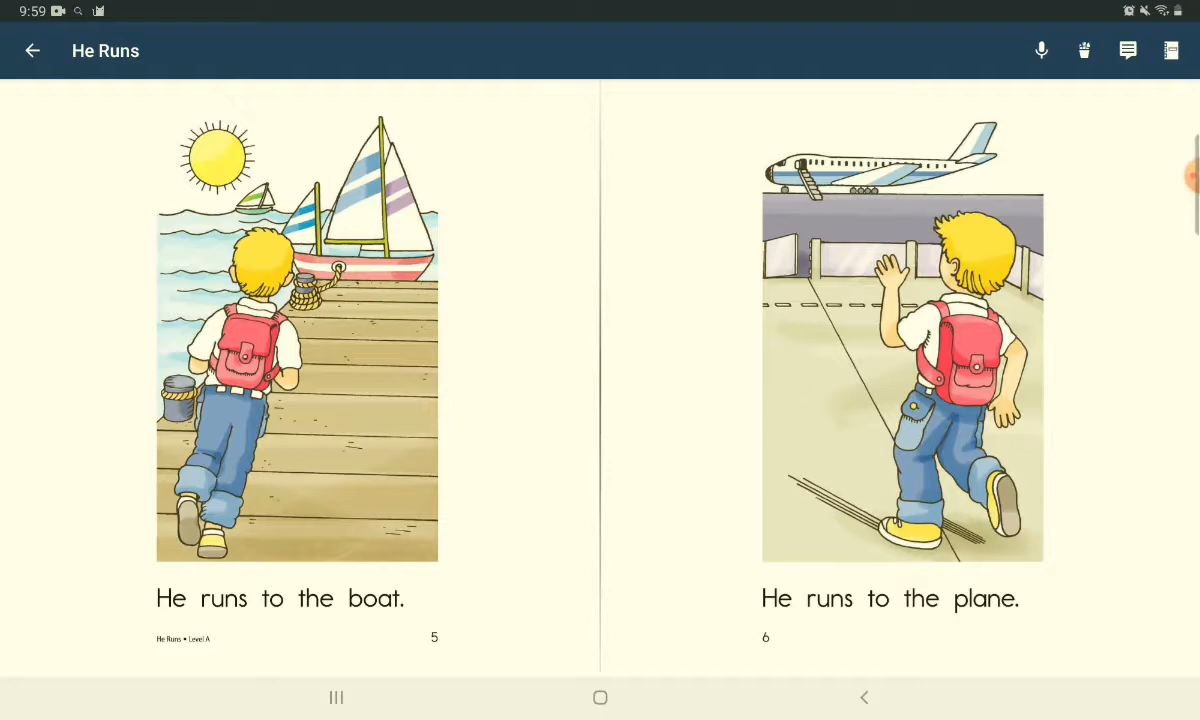 9:59
He Runs
He runs to the boat.
He Runs • Level A
5
He runs to the plane.
6